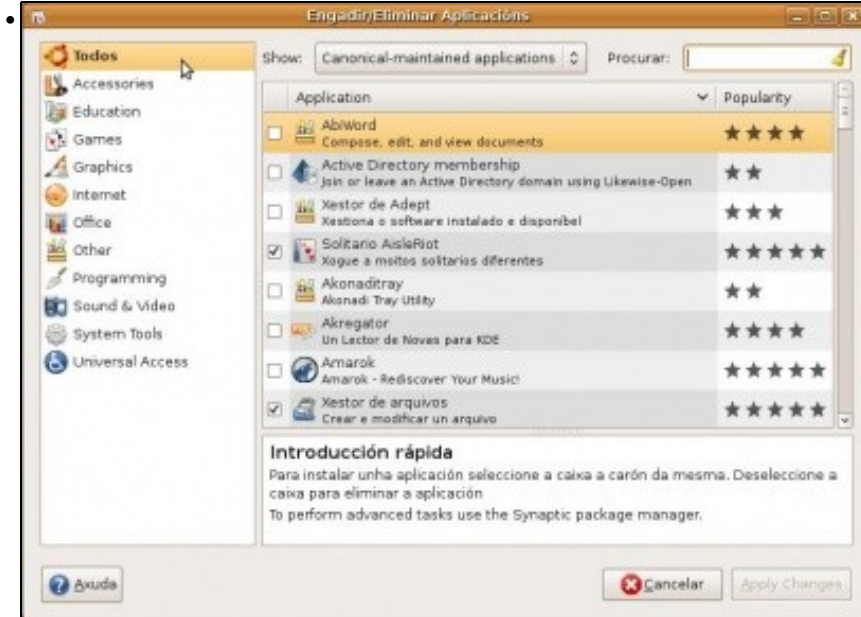 Engadir/Eliminar Aplicacións
Todos
Accessories
Education
Games
Graphics
Internet
Office
Other
Programming
Sound & Video
System Tools
Universal Access
Show: Canonical-maintained applications Procurar:
Application Popularity
AbiWord
Compose, edit, and view documents
Active Directory membership
Join or leave an Active Directory domain using Likewise-Open
Xestor de Adept
Xestiona o software instalado e disponíbel
Solitario AisleRiot
Xogue a moitos solitarios diferentes
Akonaditray
Akonadi Tray Utility
Akregator
Un Lector de Novas para KDE
Amarok
Amarok - Rediscover Your Music!
Xestor de arquivos
Crear e modificar un arquivo
Introducción rápida
Para instalar unha aplicación seleccione a caixa a carón da mesma. Deseleccione a
caixa para eliminar a aplicación
To perform advanced tasks use the Synaptic package manager.
Axuda
Cancelar
Apply Changes